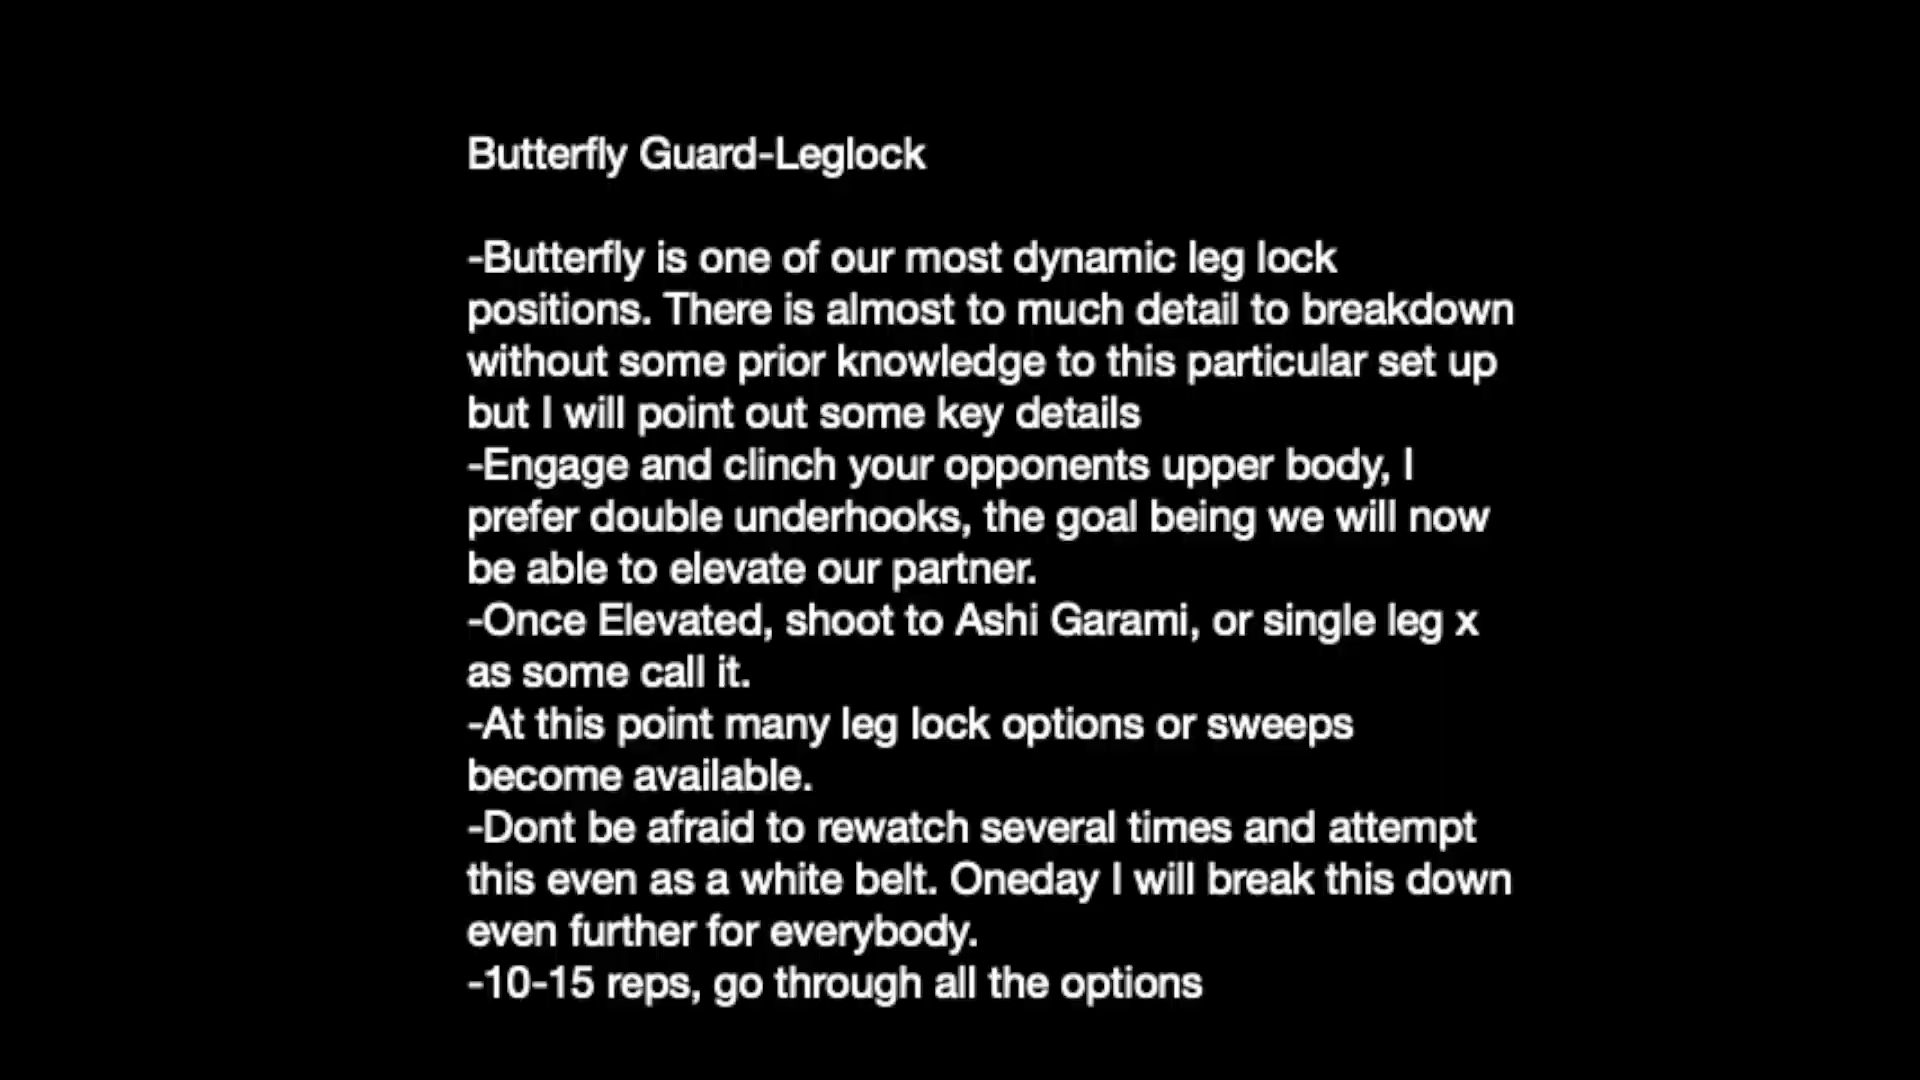 Butterfly Guard-Leglock
-Butterfly is one of our most dynamic leg lock
positions. There is almost to much detail to breakdown
without some prior knowledge to this particular set up
but I will point out some key details
-Engage and clinch your opponents upper body, I
prefer double underhooks, the goal being we will now
be able to elevate our partner.
-Once Elevated, shoot to Ashi Garami, or single leg x
as some call it.
-At this point many leg lock options or sweeps
become available.
-Dont be afraid to rewatch several times and attempt
this even as a white belt. Oneday I will break this down
even further for everybody.
-10-15 reps, go through all the options